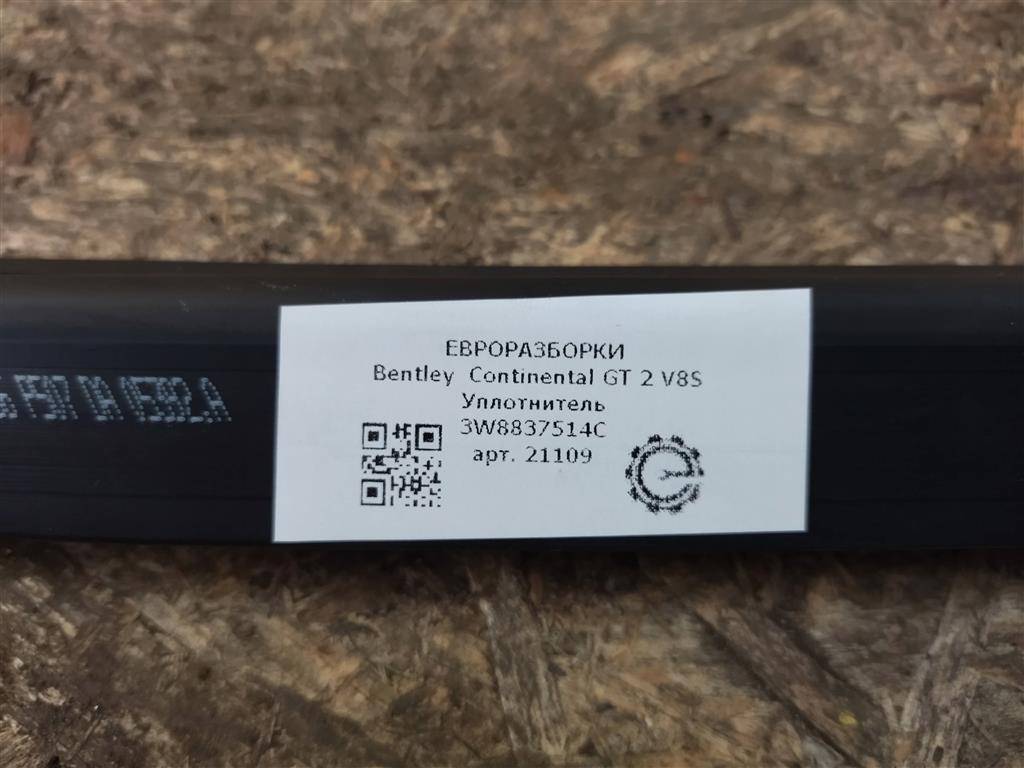 ЕВРОРАЗБОРКИ
Bentley Continental GT 2 V8S
Уплотнитель
3W8837514C
арт. 21109